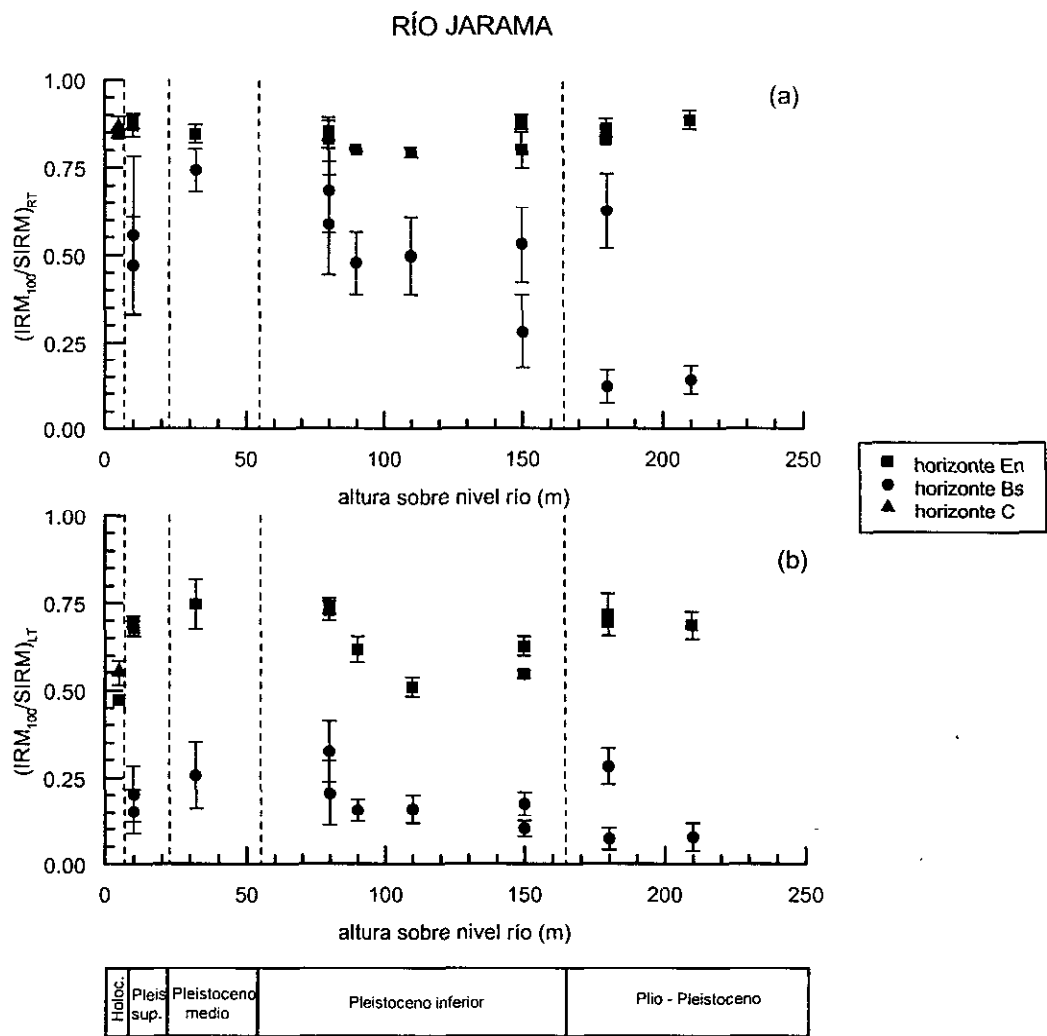 RÍO JARAMA
(a)
1.00
0.75
0.50
0.25
0.00
(IRM₁₀₀/SIRM)RT
0 50 100 150 200 250
altura sobre nivel río (m)
horizonte En
horizonte Bs
horizonte C
(b)
1.00
0.75
0.50
0.25
0.00
(IRM₁₀₀/SIRM)LT
0 50 100 150 200 250
altura sobre nivel río (m)
Holoc.
Pleis
sup.
Pleistoceno
medio
Pleistoceno inferior
Plio - Pleistoceno